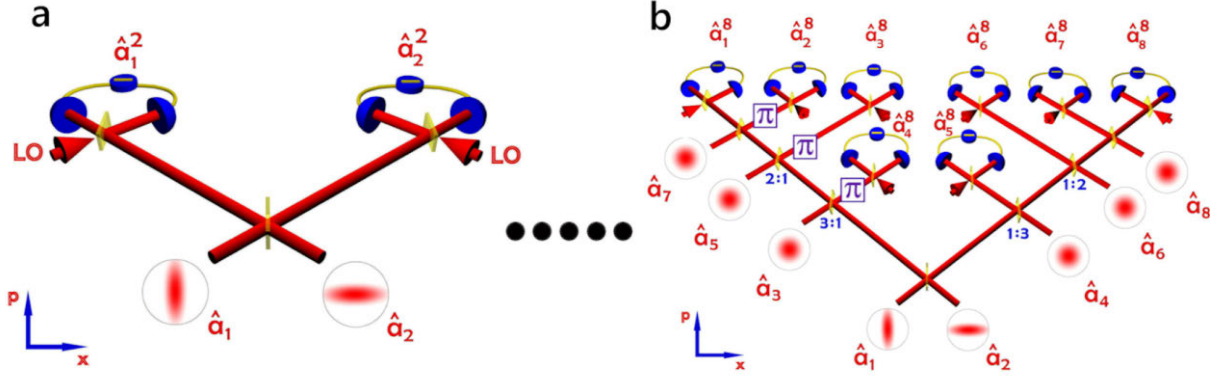 a
â₁² â₂²
LO LO
â₁ â₂
p
x
b
â₁⁸ â₂⁸ â₃⁸ â₆⁸ â₇⁸ â₈⁸
π â₄⁸ â₅⁸
π
2:1 π 1:2
â₇ â₈
3:1 1:3
â₅ â₆
â₃ â₄
â₁ â₂
p
x